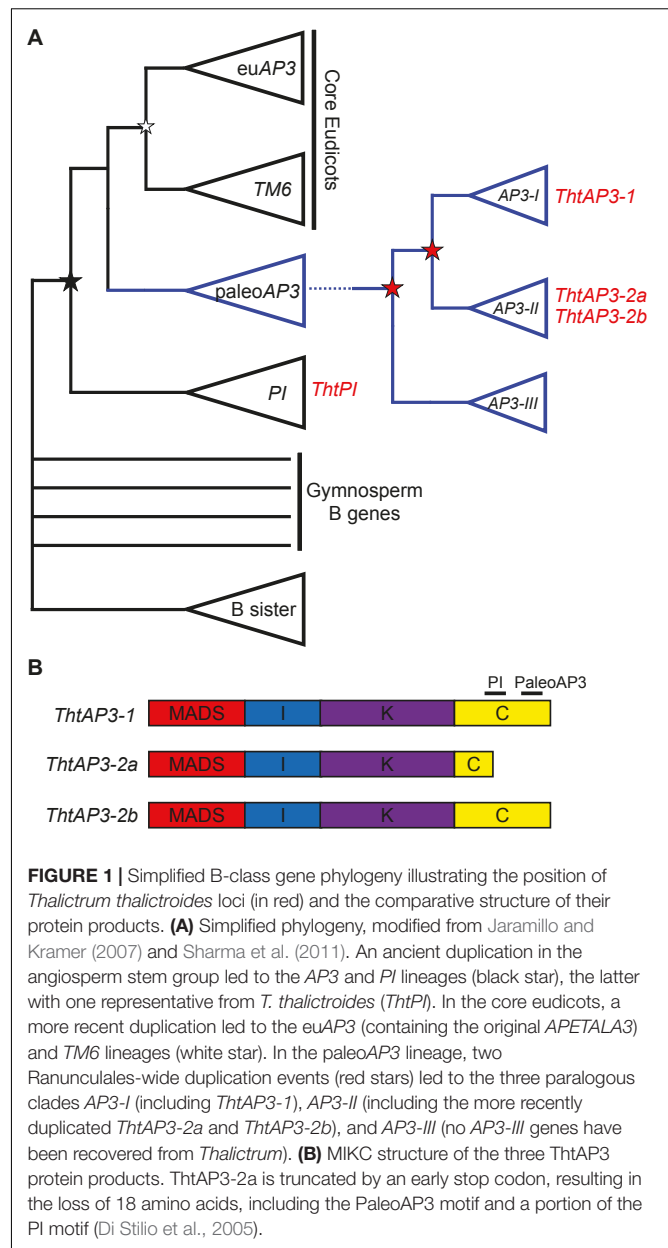 A
euAP3
Core Eudicots
TM6
AP3-I ThtAP3-1
paleoAP3
AP3-II ThtAP3-2a
ThtAP3-2b
PI ThtPI
AP3-III
Gymnosperm
B genes
B sister
B
PI PaleoAP3
ThtAP3-1 MADS I K C
ThtAP3-2a MADS I K C
ThtAP3-2b MADS I K C
FIGURE 1 | Simplified B-class gene phylogeny illustrating the position of
Thalictrum thalictroides loci (in red) and the comparative structure of their
protein products. (A) Simplified phylogeny, modified from Jaramillo and
Kramer (2007) and Sharma et al. (2011). An ancient duplication in the
angiosperm stem group led to the AP3 and PI lineages (black star), the latter
with one representative from T. thalictroides (ThtPI). In the core eudicots, a
more recent duplication led to the euAP3 (containing the original APETALA3)
and TM6 lineages (white star). In the paleoAP3 lineage, two
Ranunculales-wide duplication events (red stars) led to the three paralogous
clades AP3-I (including ThtAP3-1), AP3-II (including the more recently
duplicated ThtAP3-2a and ThtAP3-2b), and AP3-III (no AP3-III genes have
been recovered from Thalictrum). (B) MIKC structure of the three ThtAP3
protein products. ThtAP3-2a is truncated by an early stop codon, resulting in
the loss of 18 amino acids, including the PaleoAP3 motif and a portion of the
PI motif (Di Stilio et al., 2005).